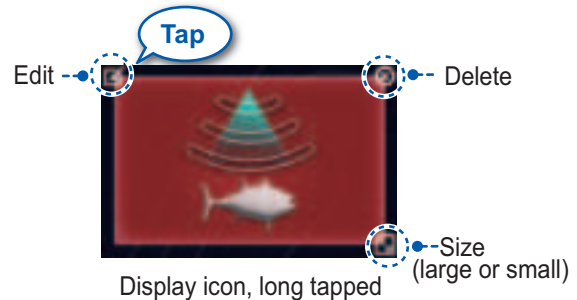 Tap
Edit
Delete
Size
(large or small)
Display icon, long tapped